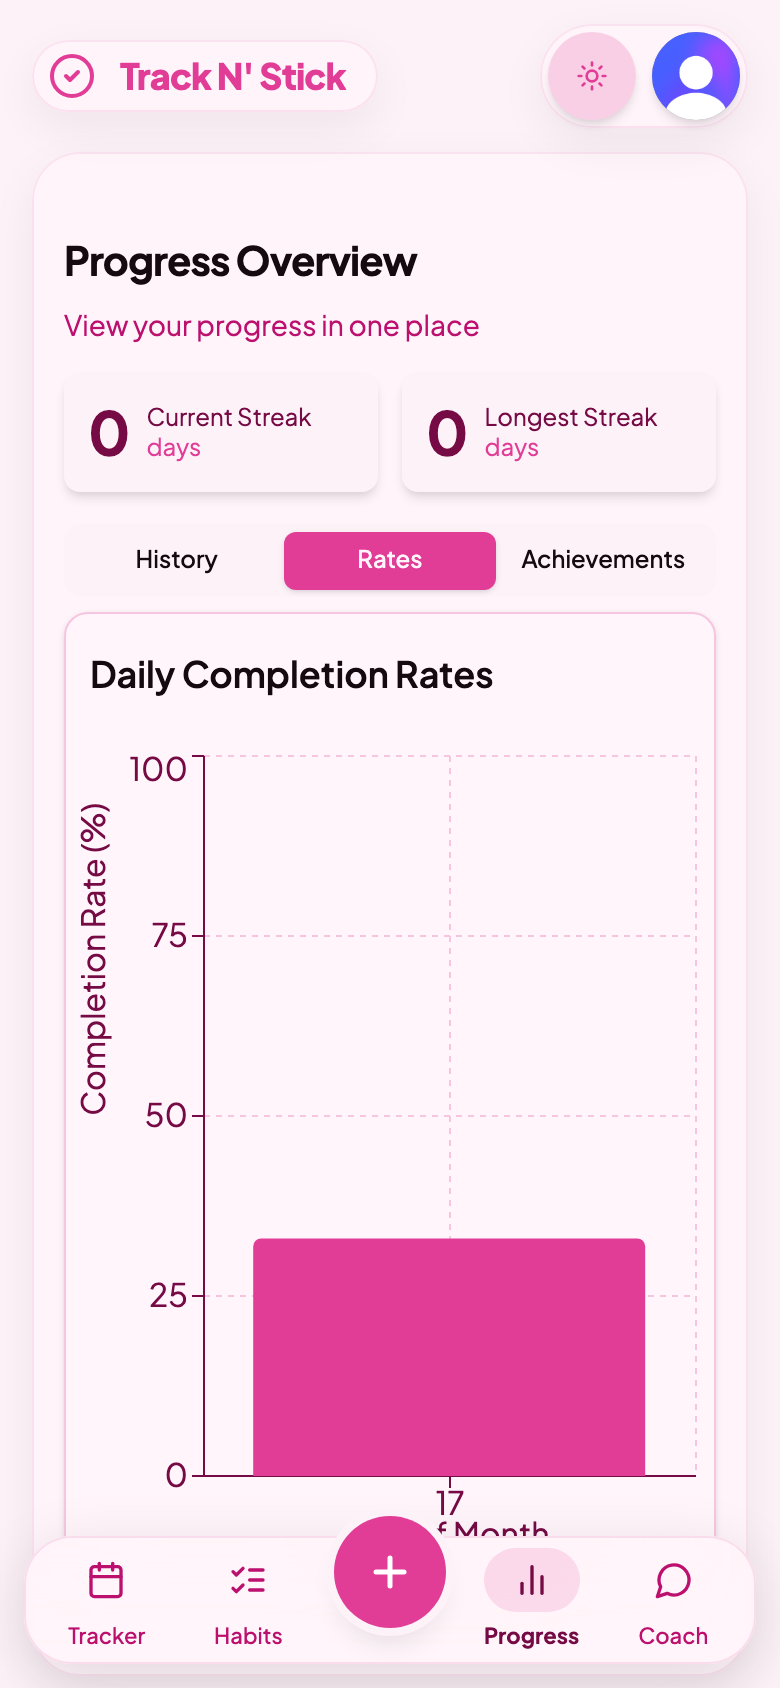 Track N' Stick
Progress Overview
View your progress in one place
0 Current Streak
days
0 Longest Streak
days
History Rates Achievements
Daily Completion Rates
100
75
50
25
0
Completion Rate (%)
17
Month
Tracker Habits Progress Coach